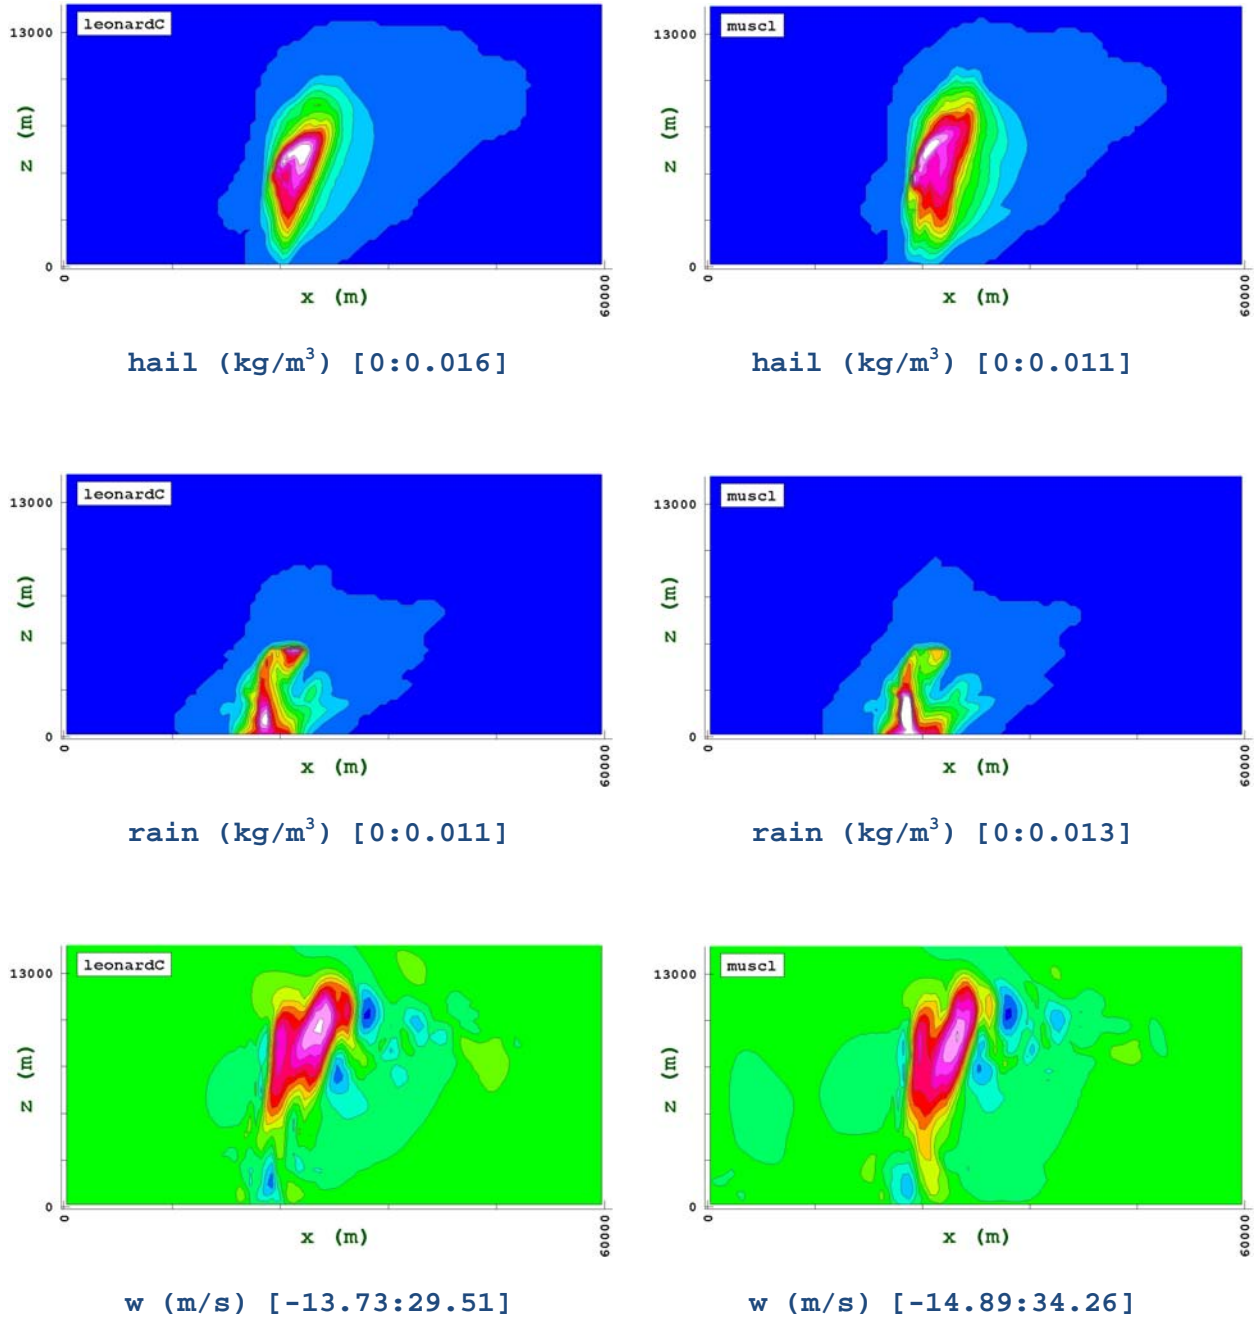 leonardC
muscl
13000
13000
z (m)
z (m)
0
0
0
60000
0
60000
x (m)
x (m)
hail (kg/m³) [0:0.016]
hail (kg/m³) [0:0.011]
leonardC
muscl
13000
13000
z (m)
z (m)
0
0
0
60000
0
60000
x (m)
x (m)
rain (kg/m³) [0:0.011]
rain (kg/m³) [0:0.013]
leonardC
muscl
13000
13000
z (m)
z (m)
0
0
0
60000
0
60000
x (m)
x (m)
w (m/s) [-13.73:29.51]
w (m/s) [-14.89:34.26]